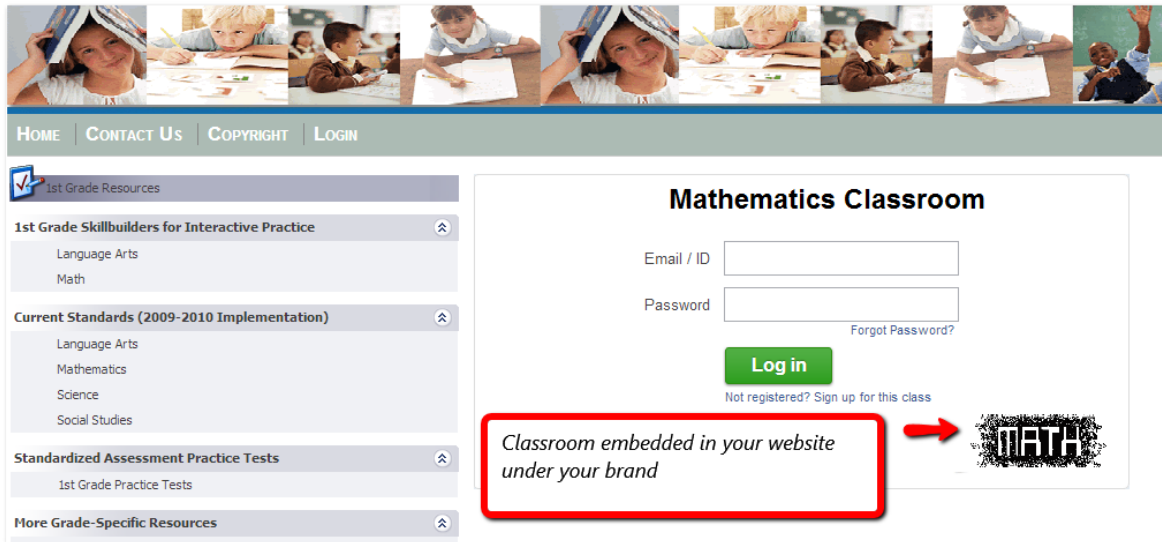 Home Contact Us Copyright Login
1st Grade Resources
1st Grade Skillbuilders for Interactive Practice
Language Arts
Math
Current Standards (2009-2010 Implementation)
Language Arts
Mathematics
Science
Social Studies
Standardized Assessment Practice Tests
1st Grade Practice Tests
More Grade-Specific Resources
Mathematics Classroom
Email / ID
Password
Forgot Password?
Log in
Not registered? Sign up for this class
Classroom embedded in your website
under your brand
MATH